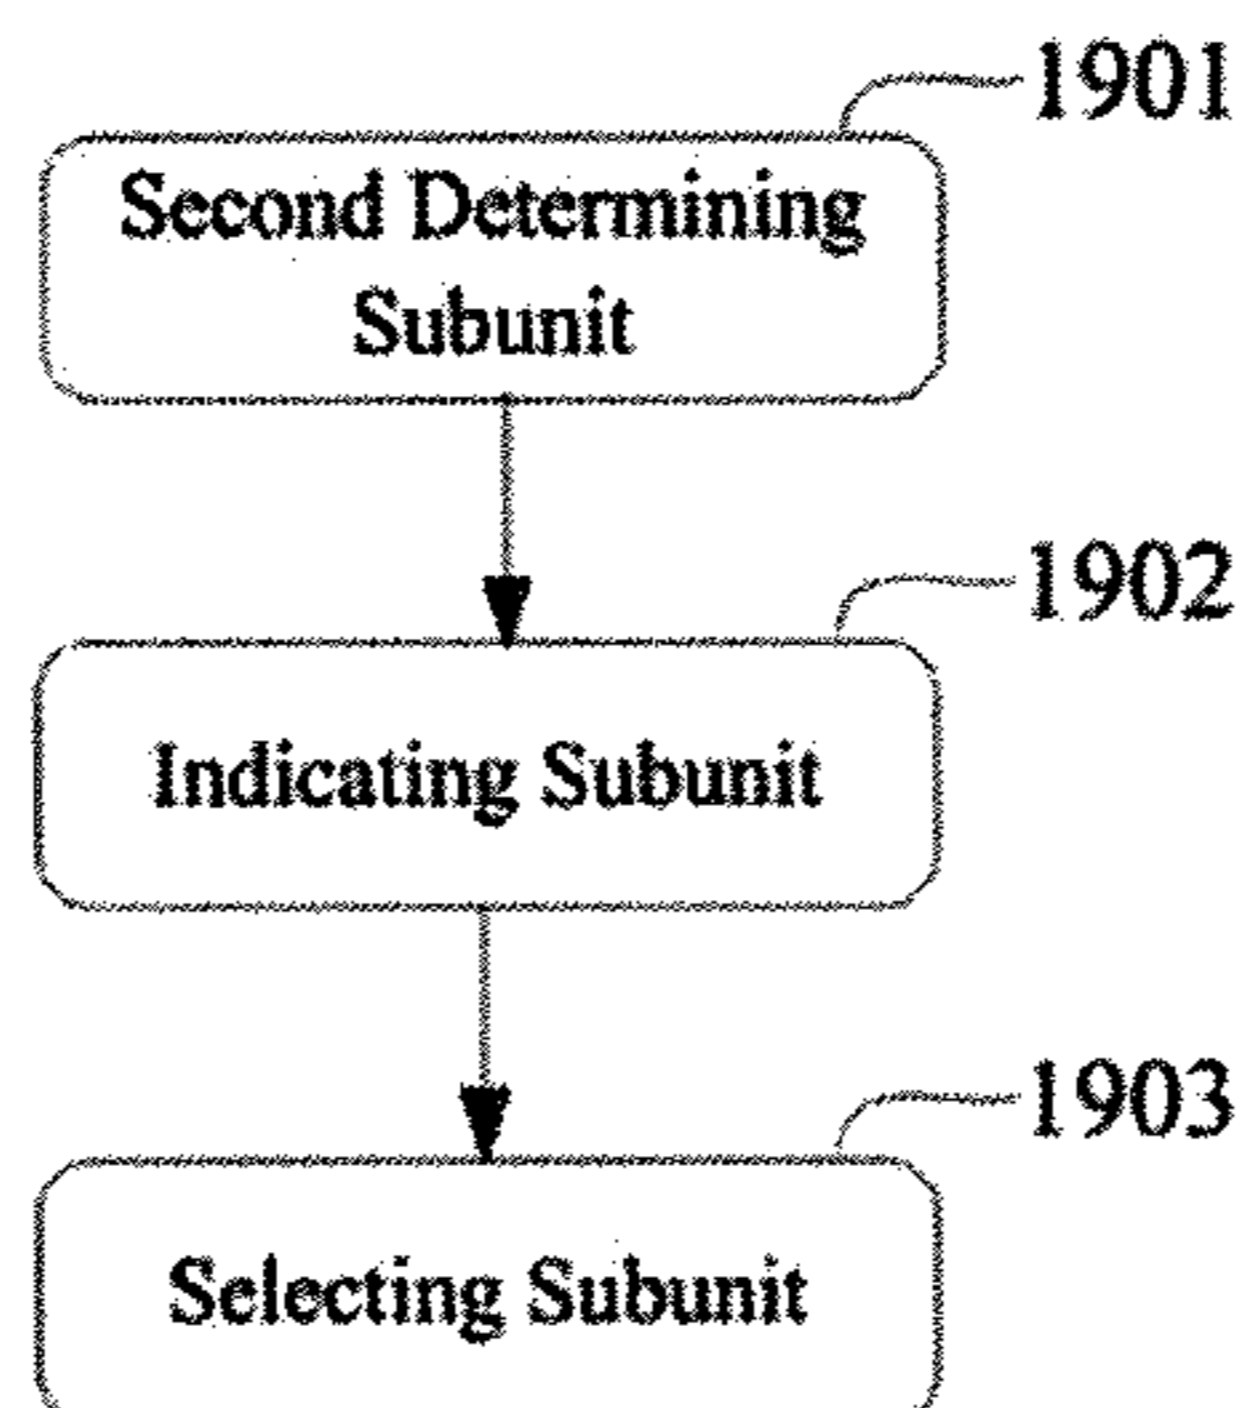 1901
Second Determining
Subunit
1902
Indicating Subunit
1903
Selecting Subunit